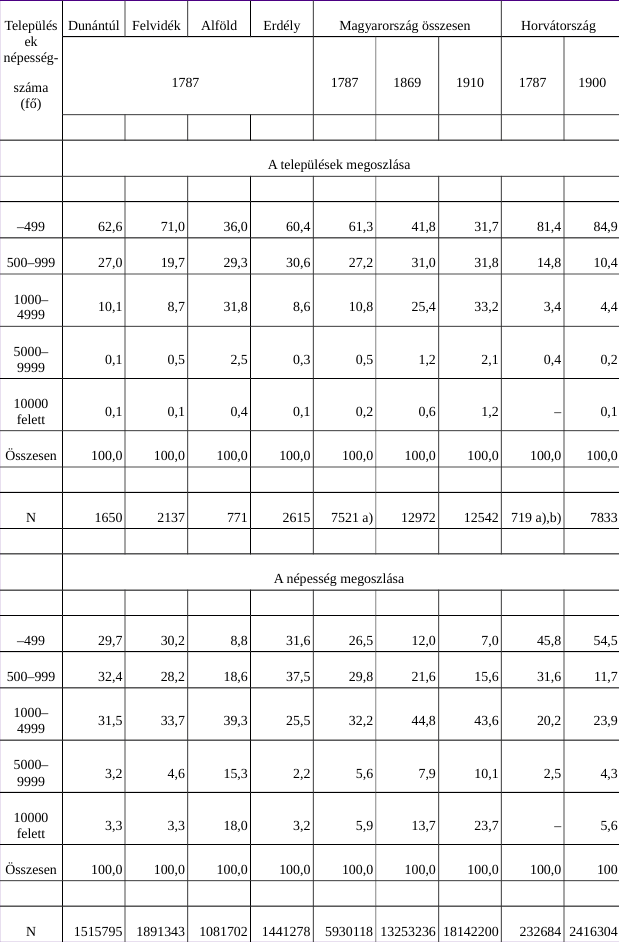 Települések népesség-száma (fő) Dunántúl Felvidék Alföld Erdély Magyarország összesen Horvátország
1787 1787 1869 1910 1787 1900
A települések megoszlása
–499 62,6 71,0 36,0 60,4 61,3 41,8 31,7 81,4 84,9
500–999 27,0 19,7 29,3 30,6 27,2 31,0 31,8 14,8 10,4
1000–4999 10,1 8,7 31,8 8,6 10,8 25,4 33,2 3,4 4,4
5000–9999 0,1 0,5 2,5 0,3 0,5 1,2 2,1 0,4 0,2
10000 felett 0,1 0,1 0,4 0,1 0,2 0,6 1,2 – 0,1
Összesen 100,0 100,0 100,0 100,0 100,0 100,0 100,0 100,0 100,0
N 1650 2137 771 2615 7521 a) 12972 12542 719 a),b) 7833
A népesség megoszlása
–499 29,7 30,2 8,8 31,6 26,5 12,0 7,0 45,8 54,5
500–999 32,4 28,2 18,6 37,5 29,8 21,6 15,6 31,6 11,7
1000–4999 31,5 33,7 39,3 25,5 32,2 44,8 43,6 20,2 23,9
5000–9999 3,2 4,6 15,3 2,2 5,6 7,9 10,1 2,5 4,3
10000 felett 3,3 3,3 18,0 3,2 5,9 13,7 23,7 – 5,6
Összesen 100,0 100,0 100,0 100,0 100,0 100,0 100,0 100,0 100
N 1515795 1891343 1081702 1441278 5930118 13253236 18142200 232684 2416304